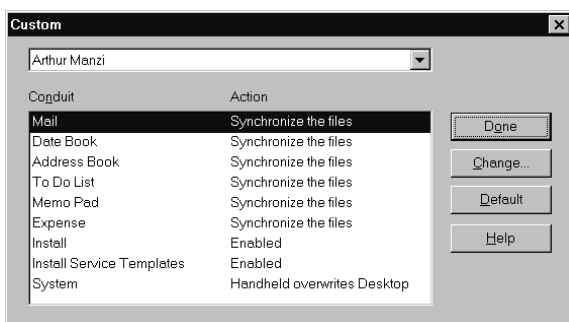 Custom
Arthur Manzi
Conduit Action
Mail Synchronize the files
Date Book Synchronize the files
Address Book Synchronize the files
To Do List Synchronize the files
Memo Pad Synchronize the files
Expense Synchronize the files
Install Enabled
Install Service Templates Enabled
System Handheld overwrites Desktop
Done
Change...
Default
Help